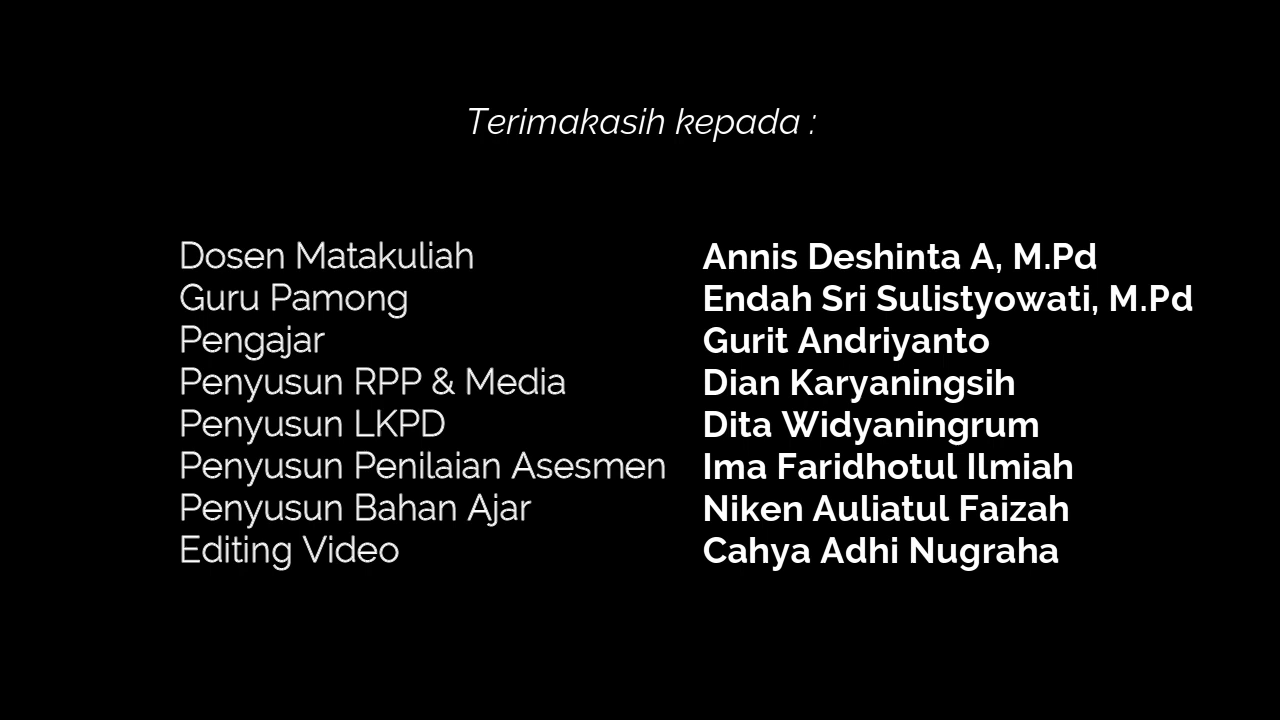 Terimakasih kepada :
Dosen Matakuliah Annis Deshinta A, M.Pd
Guru Pamong Endah Sri Sulistyowati, M.Pd
Pengajar Gurit Andriyanto
Penyusun RPP & Media Dian Karyaningsih
Penyusun LKPD Dita Widyaningrum
Penyusun Penilaian Asesmen Ima Faridhotul Ilmiah
Penyusun Bahan Ajar Niken Auliatul Faizah
Editing Video Cahya Adhi Nugraha